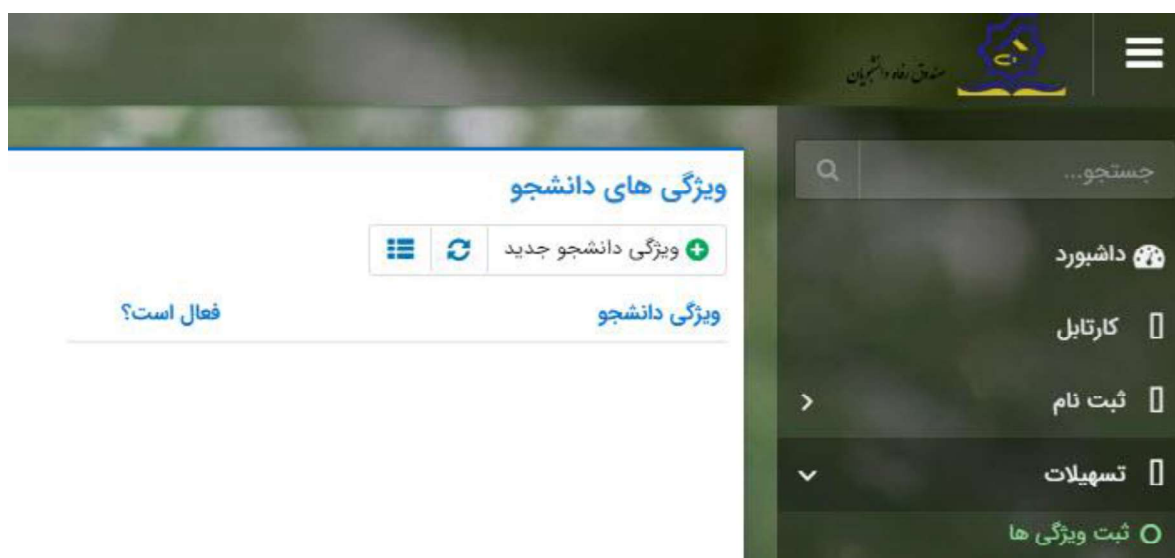 صندوق رفاه دانشجویان
جستجو...
داشبورد
کارتابل
ثبت نام
تسهیلات
ثبت ویژگی ها
ویژگی های دانشجو
ویژگی دانشجو جدید
ویژگی دانشجو
فعال است؟